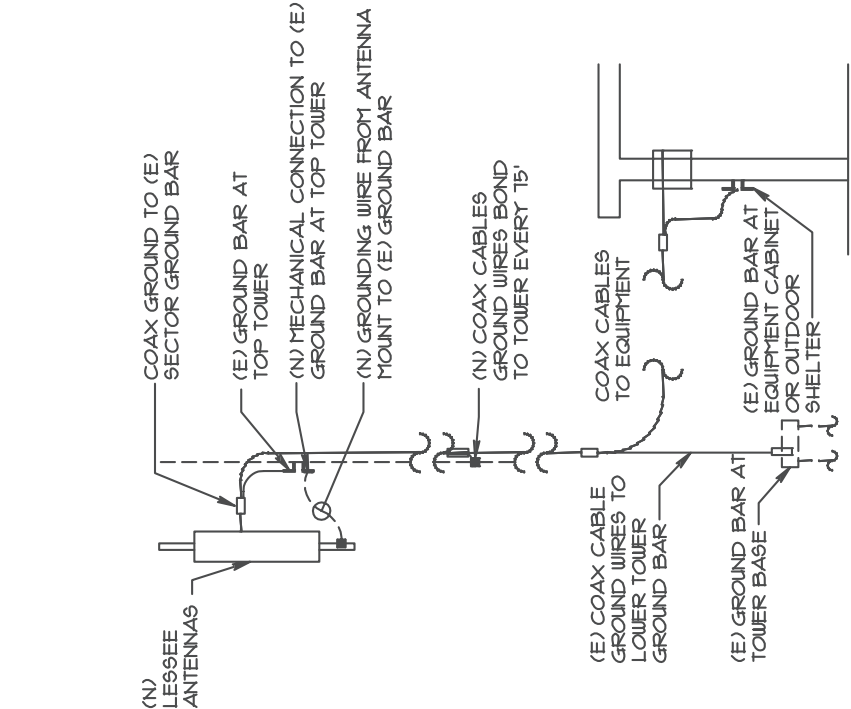 (N)
LESSEE
ANTENNAS
COAX GROUND TO (E)
SECTOR GROUND BAR
(E) GROUND BAR AT
TOP TOWER
(N) MECHANICAL CONNECTION TO (E)
GROUND BAR AT TOP TOWER
(N) GROUNDING WIRE FROM ANTENNA
MOUNT TO (E) GROUND BAR
(N) COAX CABLES
GROUND WIRES BOND
TO TOWER EVERY 75'
COAX CABLES
TO EQUIPMENT
(E) GROUND BAR AT
EQUIPMENT CABINET
OR OUTDOOR
SHELTER
(E) COAX CABLE
GROUND WIRES TO
LOWER TOWER
GROUND BAR
(E) GROUND BAR AT
TOWER BASE